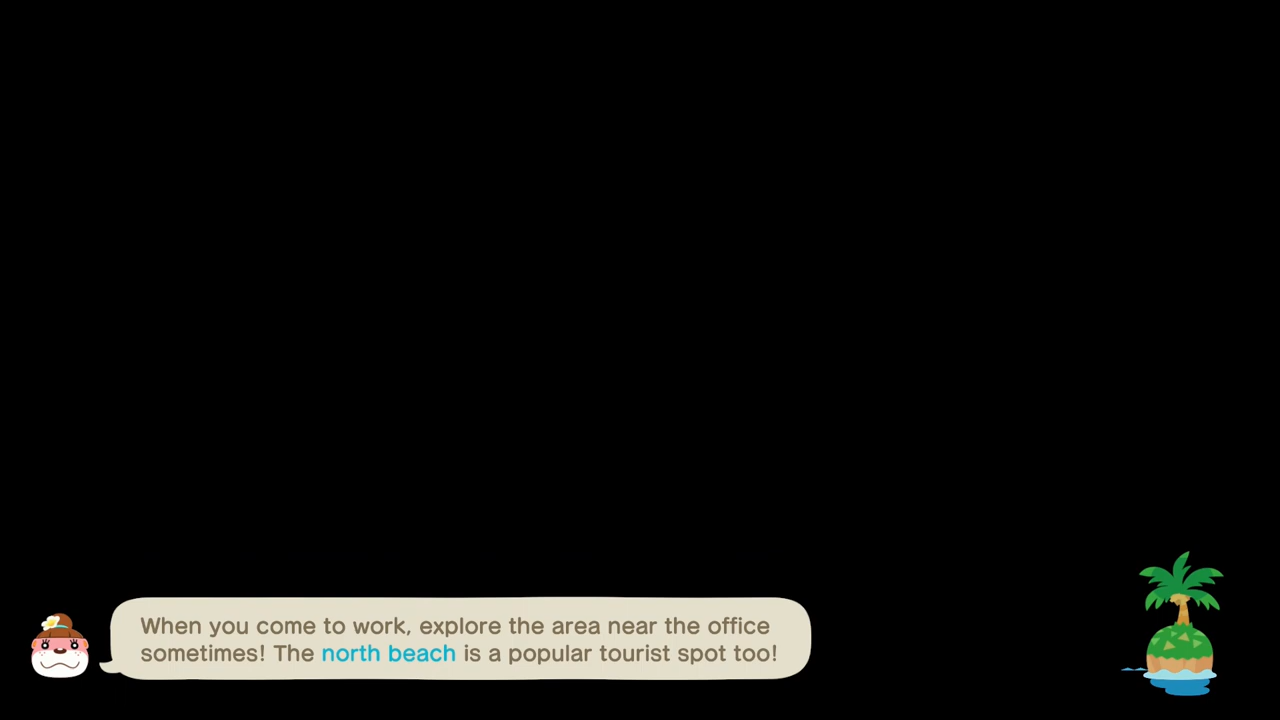 When you come to work, explore the area near the office
sometimes! The north beach is a popular tourist spot too!